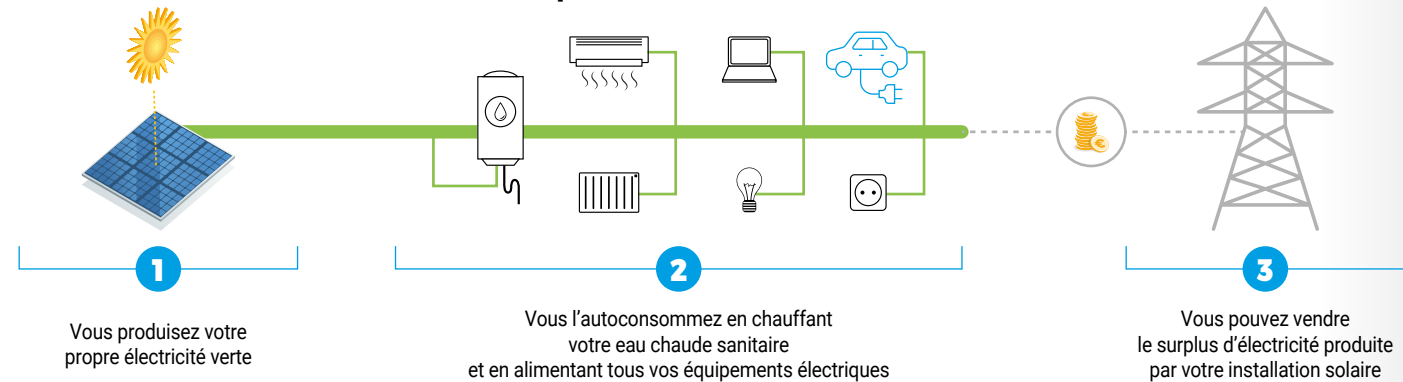 1
Vous produisez votre
propre électricité verte
2
Vous l'autoconsommez en chauffant
votre eau chaude sanitaire
et en alimentant tous vos équipements électriques
3
Vous pouvez vendre
le surplus d'électricité produite
par votre installation solaire